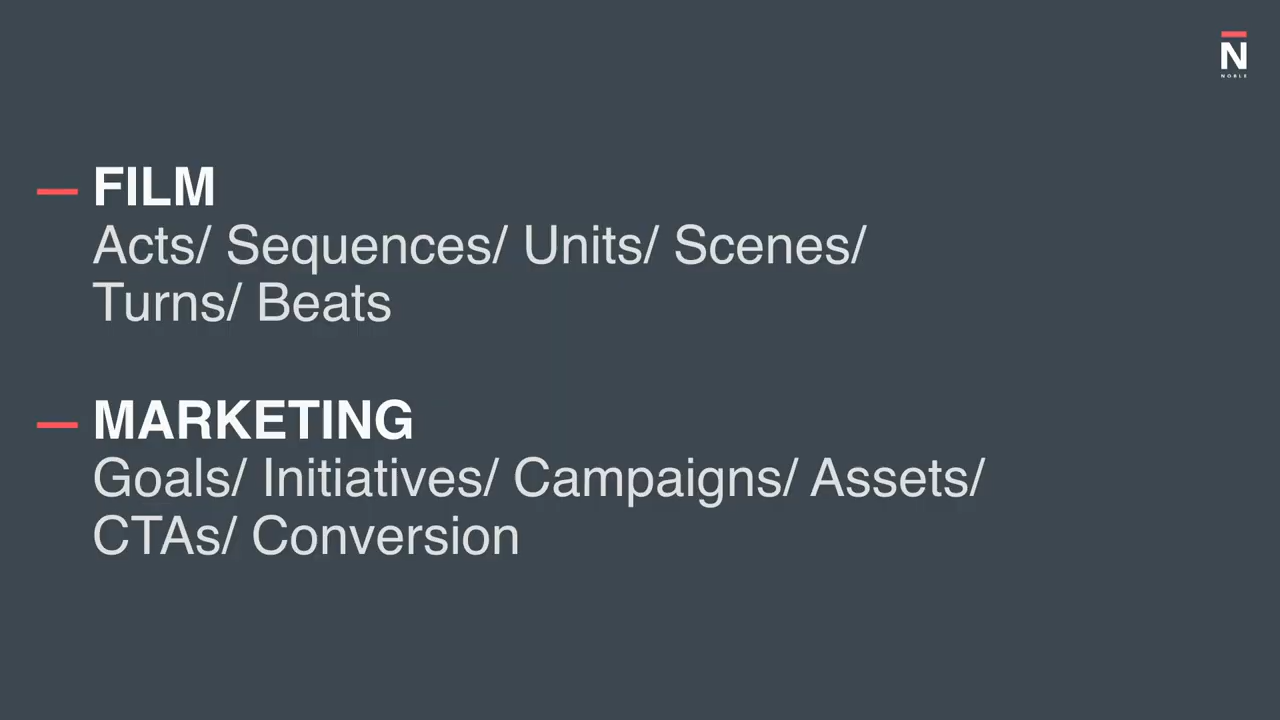 N
NOBLE
FILM
Acts/ Sequences/ Units/ Scenes/
Turns/ Beats
MARKETING
Goals/ Initiatives/ Campaigns/ Assets/
CTAs/ Conversion